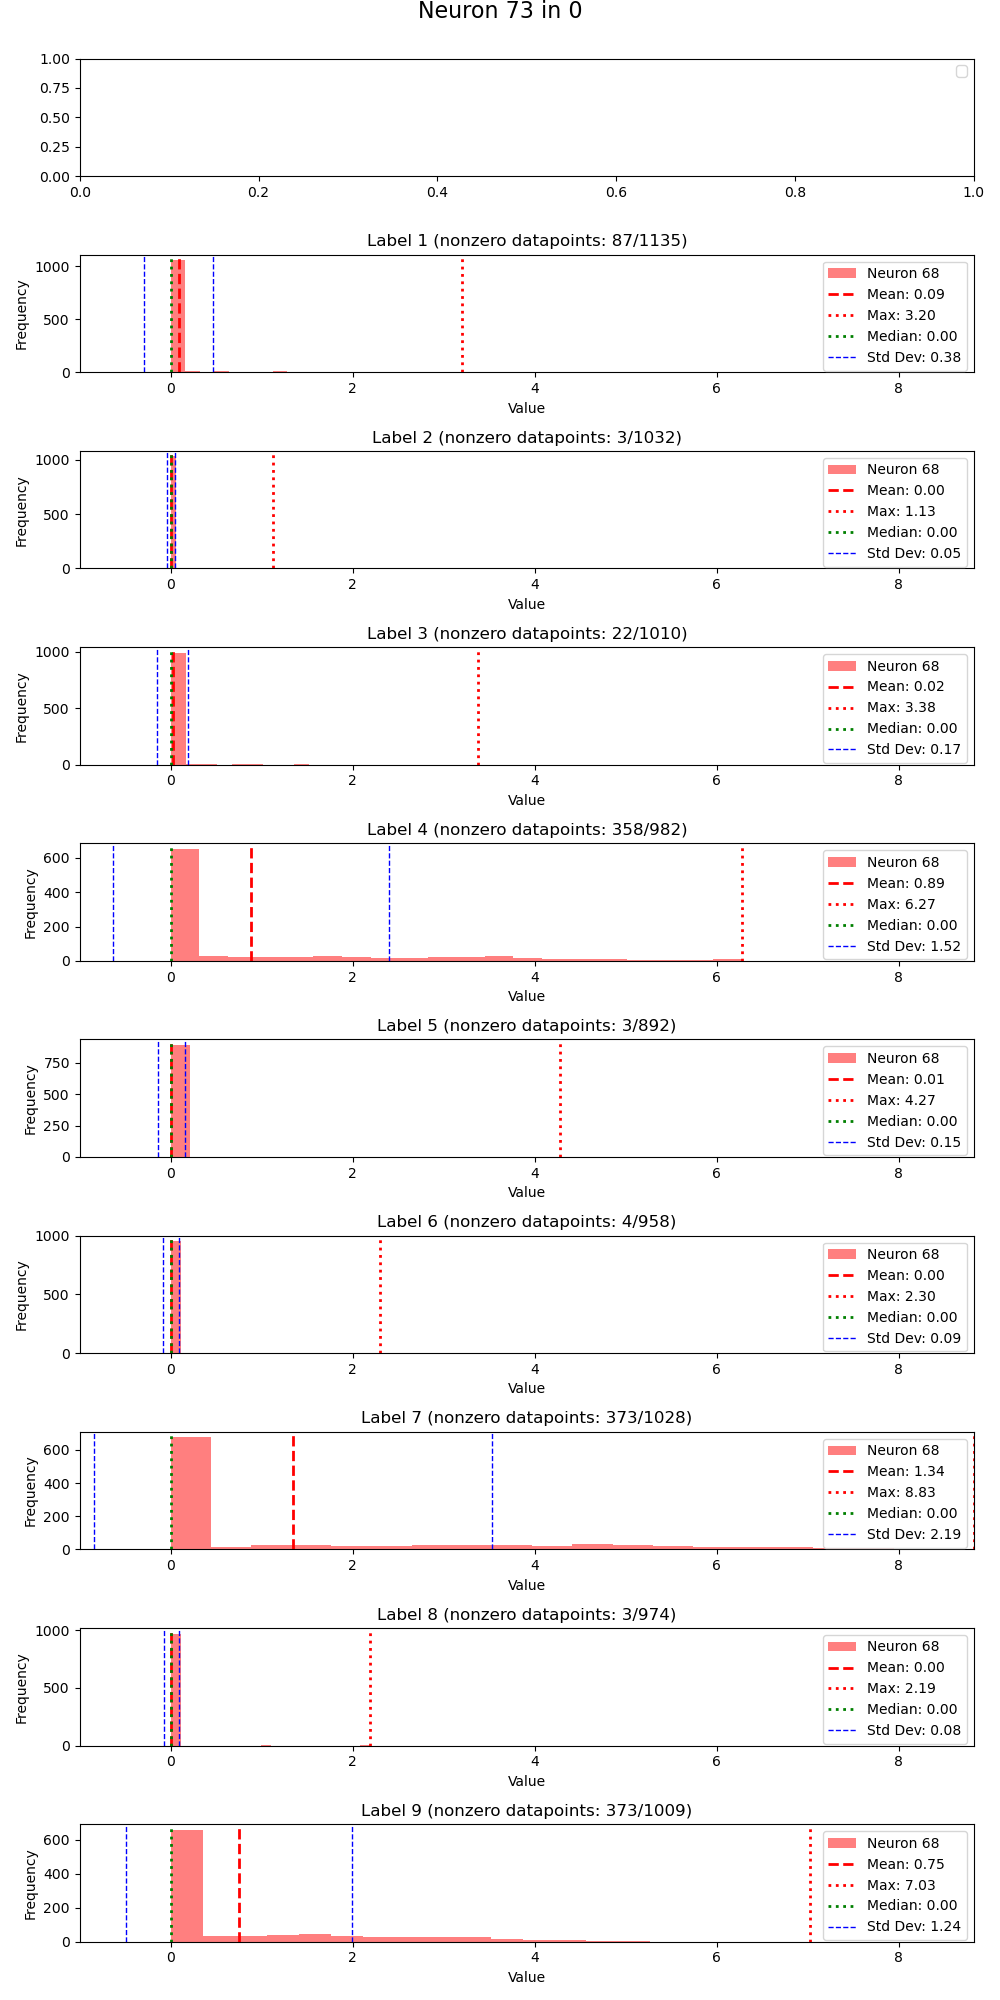 Neuron 73 in 0
1.00
0.75
0.50
0.25
0.00
0.0 0.2 0.4 0.6 0.8 1.0
Label 1 (nonzero datapoints: 87/1135)
Frequency
1000
500
0
Neuron 68
Mean: 0.09
Max: 3.20
Median: 0.00
Std Dev: 0.38
0 2 4 6 8
Value
Label 2 (nonzero datapoints: 3/1032)
Frequency
1000
500
0
Neuron 68
Mean: 0.00
Max: 1.13
Median: 0.00
Std Dev: 0.05
0 2 4 6 8
Value
Label 3 (nonzero datapoints: 22/1010)
Frequency
1000
500
0
Neuron 68
Mean: 0.02
Max: 3.38
Median: 0.00
Std Dev: 0.17
0 2 4 6 8
Value
Label 4 (nonzero datapoints: 358/982)
Frequency
600
400
200
0
Neuron 68
Mean: 0.89
Max: 6.27
Median: 0.00
Std Dev: 1.52
0 2 4 6 8
Value
Label 5 (nonzero datapoints: 3/892)
Frequency
750
500
250
0
Neuron 68
Mean: 0.01
Max: 4.27
Median: 0.00
Std Dev: 0.15
0 2 4 6 8
Value
Label 6 (nonzero datapoints: 4/958)
Frequency
1000
500
0
Neuron 68
Mean: 0.00
Max: 2.30
Median: 0.00
Std Dev: 0.09
0 2 4 6 8
Value
Label 7 (nonzero datapoints: 373/1028)
Frequency
600
400
200
0
Neuron 68
Mean: 1.34
Max: 8.83
Median: 0.00
Std Dev: 2.19
0 2 4 6 8
Value
Label 8 (nonzero datapoints: 3/974)
Frequency
1000
500
0
Neuron 68
Mean: 0.00
Max: 2.19
Median: 0.00
Std Dev: 0.08
0 2 4 6 8
Value
Label 9 (nonzero datapoints: 373/1009)
Frequency
600
400
200
0
Neuron 68
Mean: 0.75
Max: 7.03
Median: 0.00
Std Dev: 1.24
0 2 4 6 8
Value